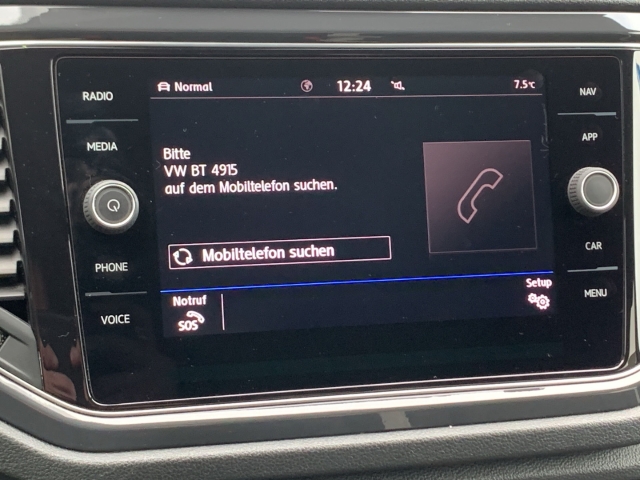 RADIO
MEDIA
PHONE
VOICE
Normal
12:24
7.5°C
Bitte
VW BT 4915
auf dem Mobiltelefon suchen.
Mobiltelefon suchen
Notruf
SOS
Setup
NAV
APP
CAR
MENU